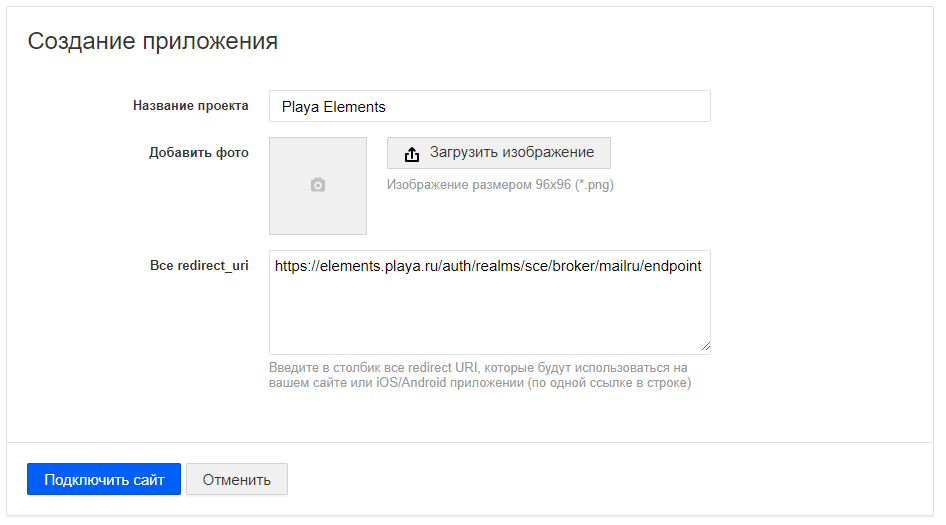 Создание приложения
Название проекта
Playa Elements
Добавить фото
Загрузить изображение
Изображение размером 96x96 (*.png)
Все redirect_uri
https://elements.playa.ru/auth/realms/sce/broker/mailru/endpoint
Введите в столбик все redirect URI, которые будут использоваться на
вашем сайте или iOS/Android приложении (по одной ссылке в строке)
Подключить сайт
Отменить